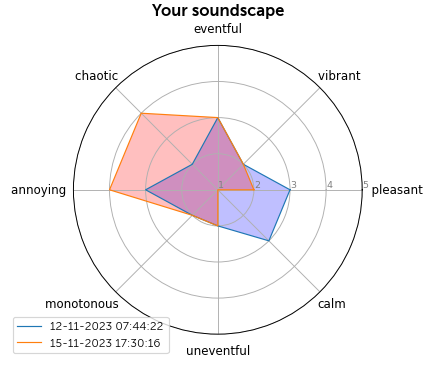 Your soundscape
eventful
chaotic
vibrant
annoying
1 2 3 4 5
pleasant
monotonous
calm
12-11-2023 07:44:22
15-11-2023 17:30:16
uneventful